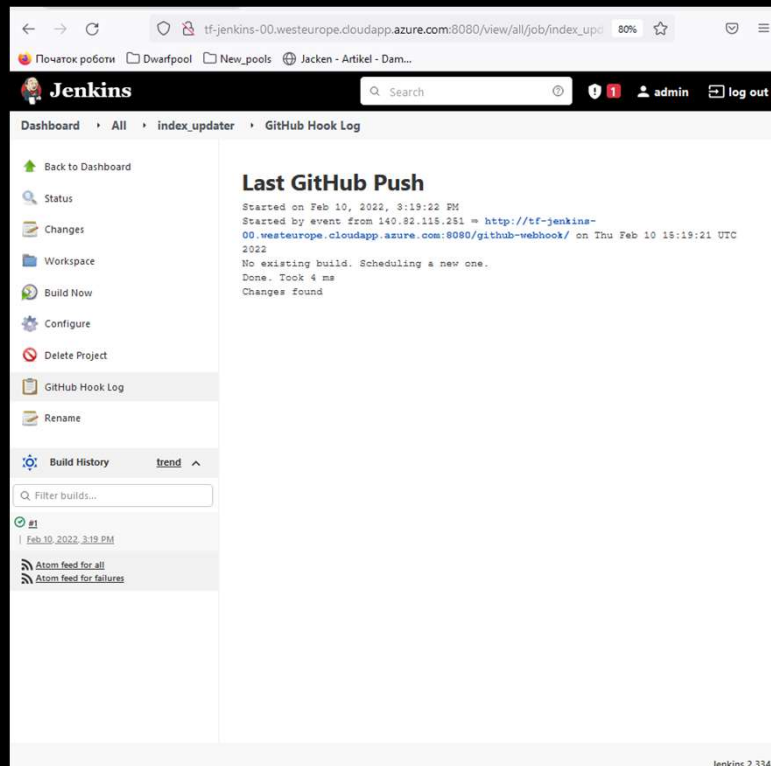 tf-jenkins-00.westeurope.cloudapp.azure.com:8080/view/all/job/index_upd
80%
Початок роботи Dwarfpool New_pools Jacken - Artikel - Dam...
Jenkins
Search
1 admin log out
Dashboard All index_updater GitHub Hook Log
Back to Dashboard
Status
Changes
Workspace
Build Now
Configure
Delete Project
GitHub Hook Log
Rename
Build History trend
Filter builds...
#1
Feb 10, 2022, 3:19 PM
Atom feed for all
Atom feed for failures
Last GitHub Push
Started on Feb 10, 2022, 3:19:22 PM
Started by event from 140.82.115.251 ⇒ http://tf-jenkins-
00.westeurope.cloudapp.azure.com:8080/github-webhook/ on Thu Feb 10 15:19:21 UTC
2022
No existing build. Scheduling a new one.
Done. Took 4 ms
Changes found
Jenkins 2.334